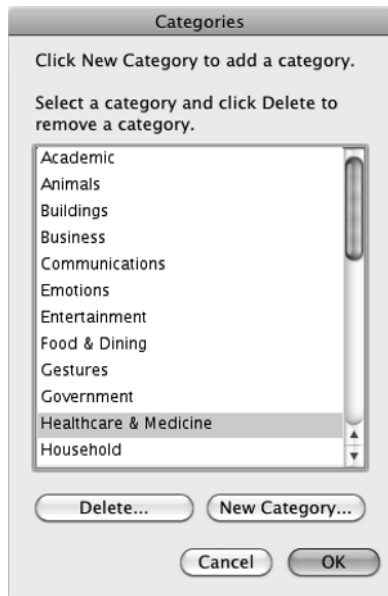 Categories
Click New Category to add a category.
Select a category and click Delete to
remove a category.
Academic
Animals
Buildings
Business
Communications
Emotions
Entertainment
Food & Dining
Gestures
Government
Healthcare & Medicine
Household
Delete... New Category...
Cancel OK